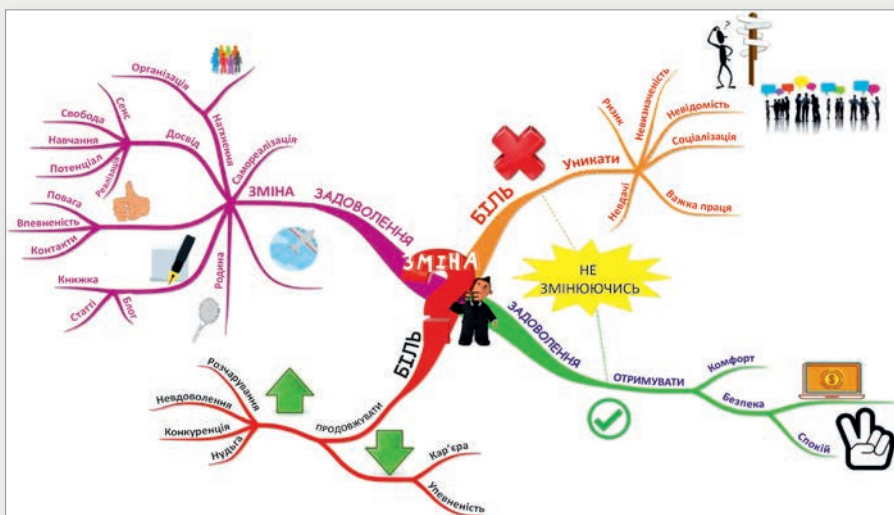 ЗМІНА
ЗАДОВОЛЕННЯ
ЗМІНА
Організація
Натхнення
Самореалізація
Досвід
Сенс
Свобода
Навчання
Потенціал
Реалізація
Повага
Впевненість
Контакти
Книжка
Статті
Блог
Родина
БІЛЬ
Уникати
Ризик
Невизначеність
Невідомість
Соціалізація
Важка праця
Невдачі
НЕ
ЗМІНЮЮЧИСЬ
ЗАДОВОЛЕННЯ
ОТРИМУВАТИ
Комфорт
Безпека
Спокій
$
БІЛЬ
ПРОДОВЖУВАТИ
Розчарування
Невдоволення
Конкуренція
Нудьга
Кар'єра
Упевненість
?